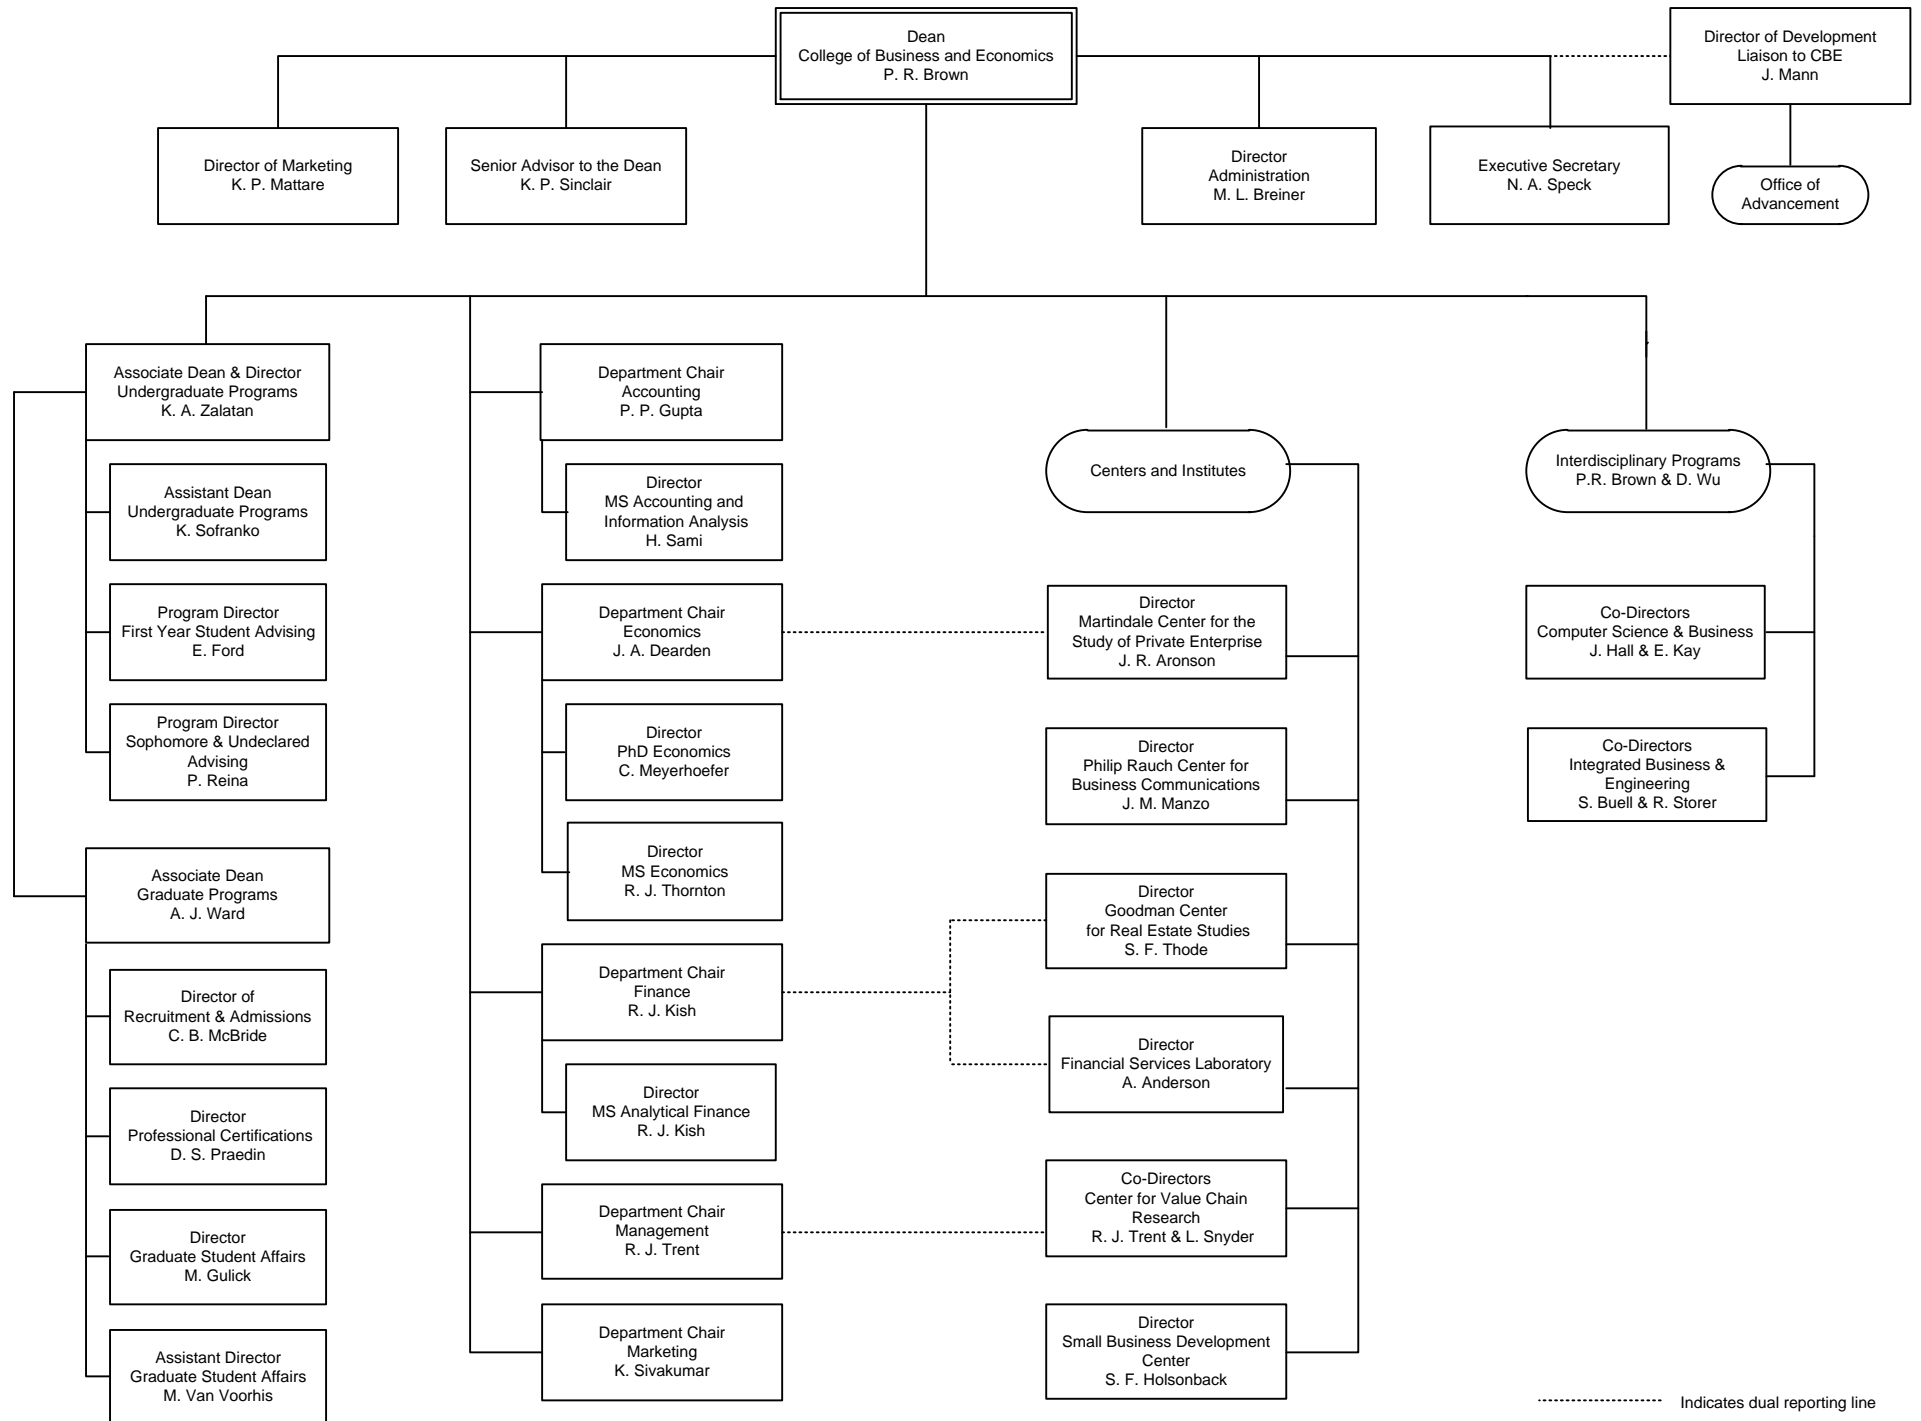 Dean
College of Business and Economics
P. R. Brown
Director of Development
Liaison to CBE
J. Mann
Director of Marketing
K. P. Mattare
Senior Advisor to the Dean
K. P. Sinclair
Director
Administration
M. L. Breiner
Executive Secretary
N. A. Speck
Office of
Advancement
Associate Dean & Director
Undergraduate Programs
K. A. Zalatan
Assistant Dean
Undergraduate Programs
K. Sofranko
Program Director
First Year Student Advising
E. Ford
Program Director
Sophomore & Undeclared
Advising
P. Reina
Associate Dean
Graduate Programs
A. J. Ward
Director of
Recruitment & Admissions
C. B. McBride
Director
Professional Certifications
D. S. Praedin
Director
Graduate Student Affairs
M. Gulick
Assistant Director
Graduate Student Affairs
M. Van Voorhis
Department Chair
Accounting
P. P. Gupta
Director
MS Accounting and
Information Analysis
H. Sami
Department Chair
Economics
J. A. Dearden
Director
PhD Economics
C. Meyerhoefer
Director
MS Economics
R. J. Thornton
Department Chair
Finance
R. J. Kish
Director
MS Analytical Finance
R. J. Kish
Department Chair
Management
R. J. Trent
Department Chair
Marketing
K. Sivakumar
Centers and Institutes
Director
Martindale Center for the
Study of Private Enterprise
J. R. Aronson
Director
Philip Rauch Center for
Business Communications
J. M. Manzo
Director
Goodman Center
for Real Estate Studies
S. F. Thode
Director
Financial Services Laboratory
A. Anderson
Co-Directors
Center for Value Chain
Research
R. J. Trent & L. Snyder
Director
Small Business Development
Center
S. F. Holsonback
Interdisciplinary Programs
P.R. Brown & D. Wu
Co-Directors
Computer Science & Business
J. Hall & E. Kay
Co-Directors
Integrated Business &
Engineering
S. Buell & R. Storer
Indicates dual reporting line